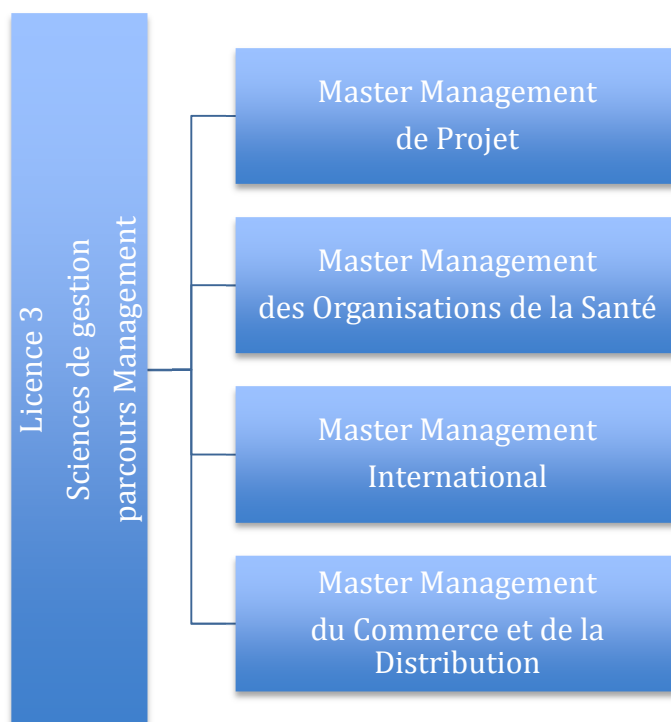 Licence 3
Sciences de gestion
parcours Management
Master Management
de Projet
Master Management
des Organisations de la Santé
Master Management
International
Master Management
du Commerce et de la
Distribution